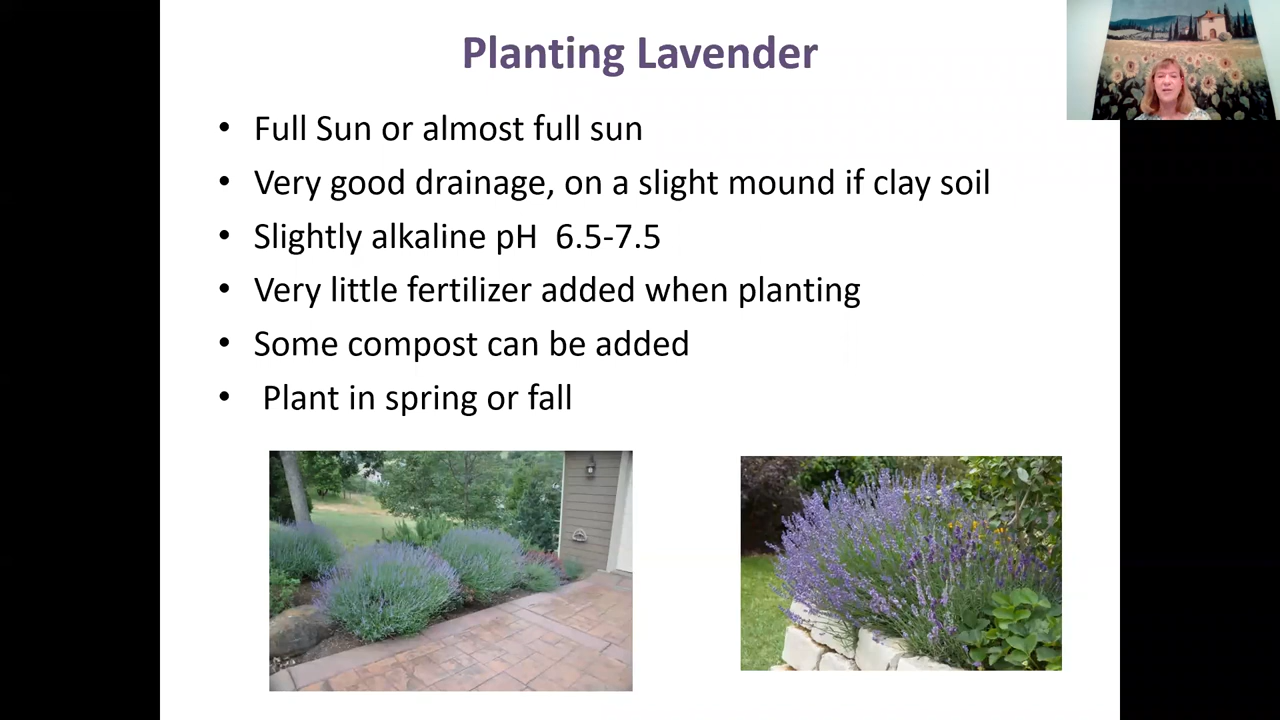 Planting Lavender
• Full Sun or almost full sun
• Very good drainage, on a slight mound if clay soil
• Slightly alkaline pH  6.5-7.5
• Very little fertilizer added when planting
• Some compost can be added
• Plant in spring or fall